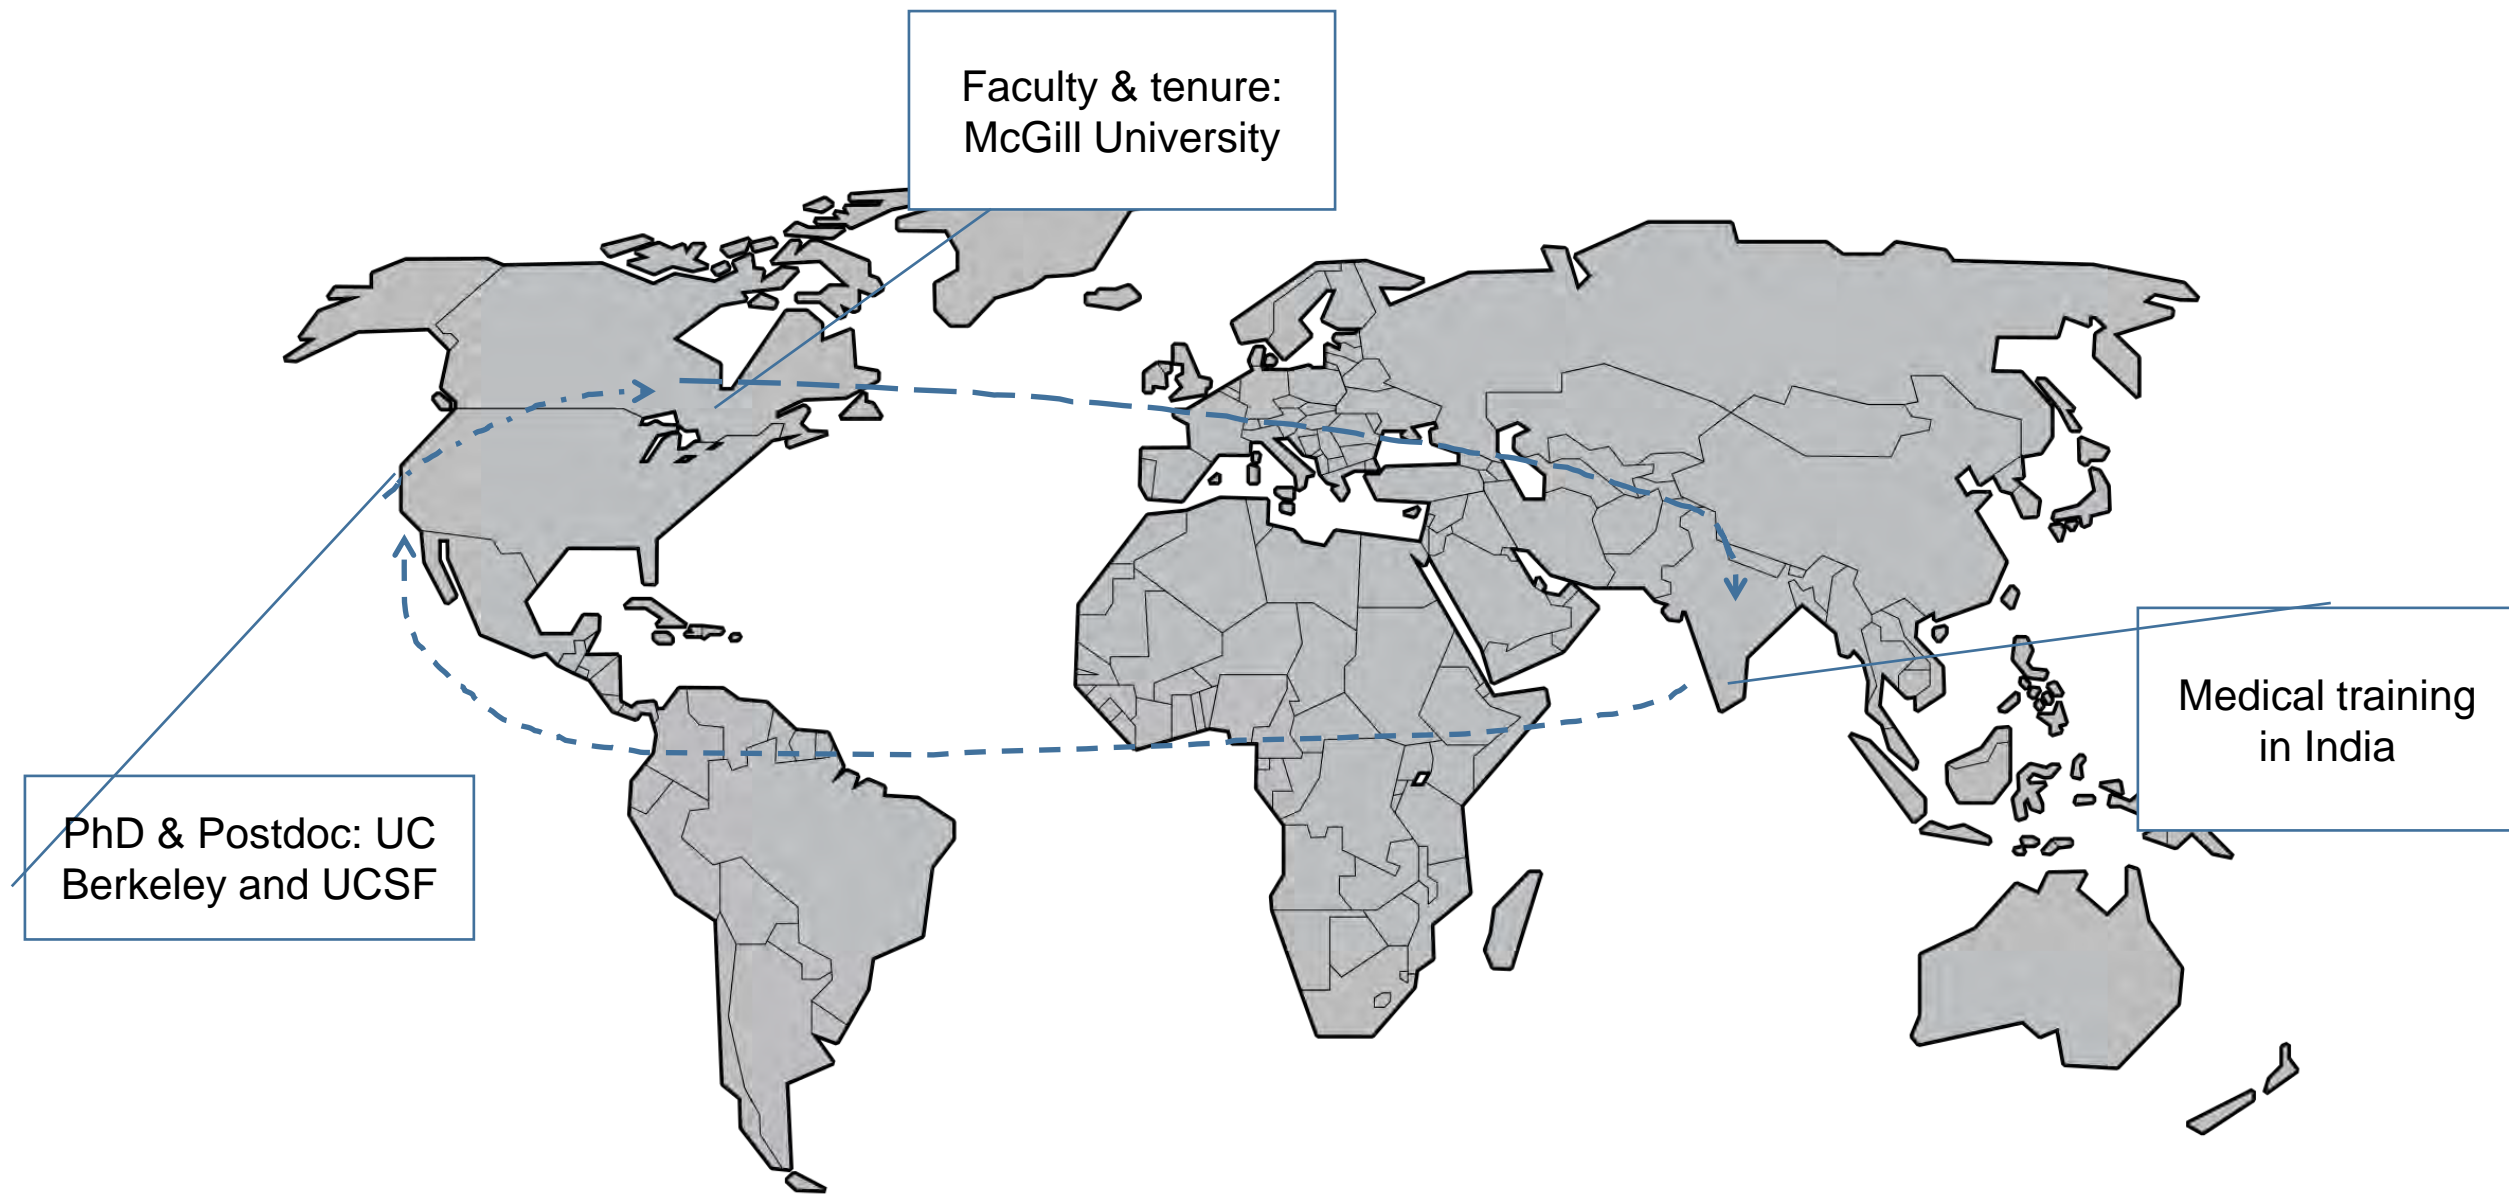 Faculty & tenure:
McGill University
Medical training
in India
PhD & Postdoc: UC
Berkeley and UCSF